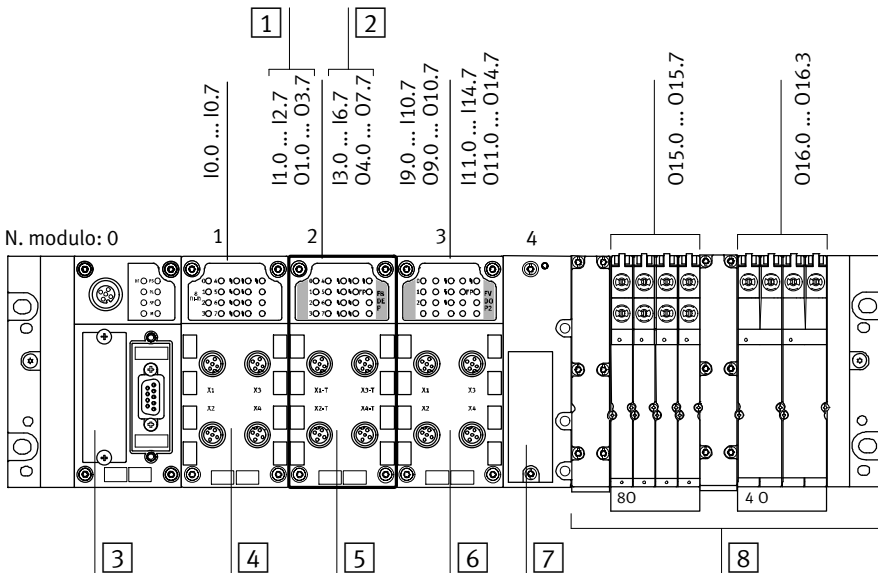 1 2
I0.0 ... I0.7
I1.0 ... I2.7
O1.0 ... O3.7
I3.0 ... I6.7
O4.0 ... O7.7
I9.0 ... I10.7
O9.0 ... O10.7
I11.0 ... I14.7
O11.0 ... O14.7
O15.0 ... O15.7
O16.0 ... O16.3
N. modulo: 0 1 2 3 4
X1 X3 X1-T X3-T X1 X3
X2 X4 X2-T X4-T X2 X4
8O 4 O
3 4 5 6 7 8